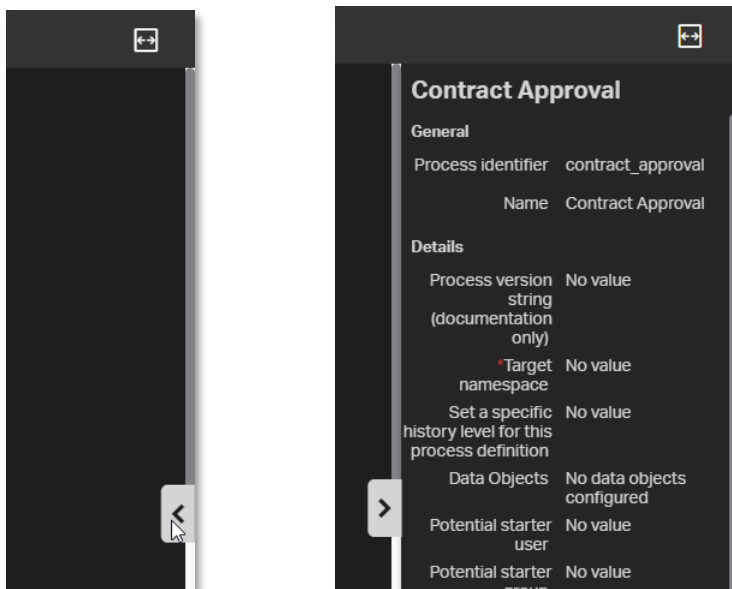 Contract Approval
General
Process identifier contract_approval
Name Contract Approval
Details
Process version No value
string
(documentation
only)
*Target No value
namespace
Set a specific No value
history level for this
process definition
Data Objects No data objects
configured
Potential starter No value
user
Potential starter No value